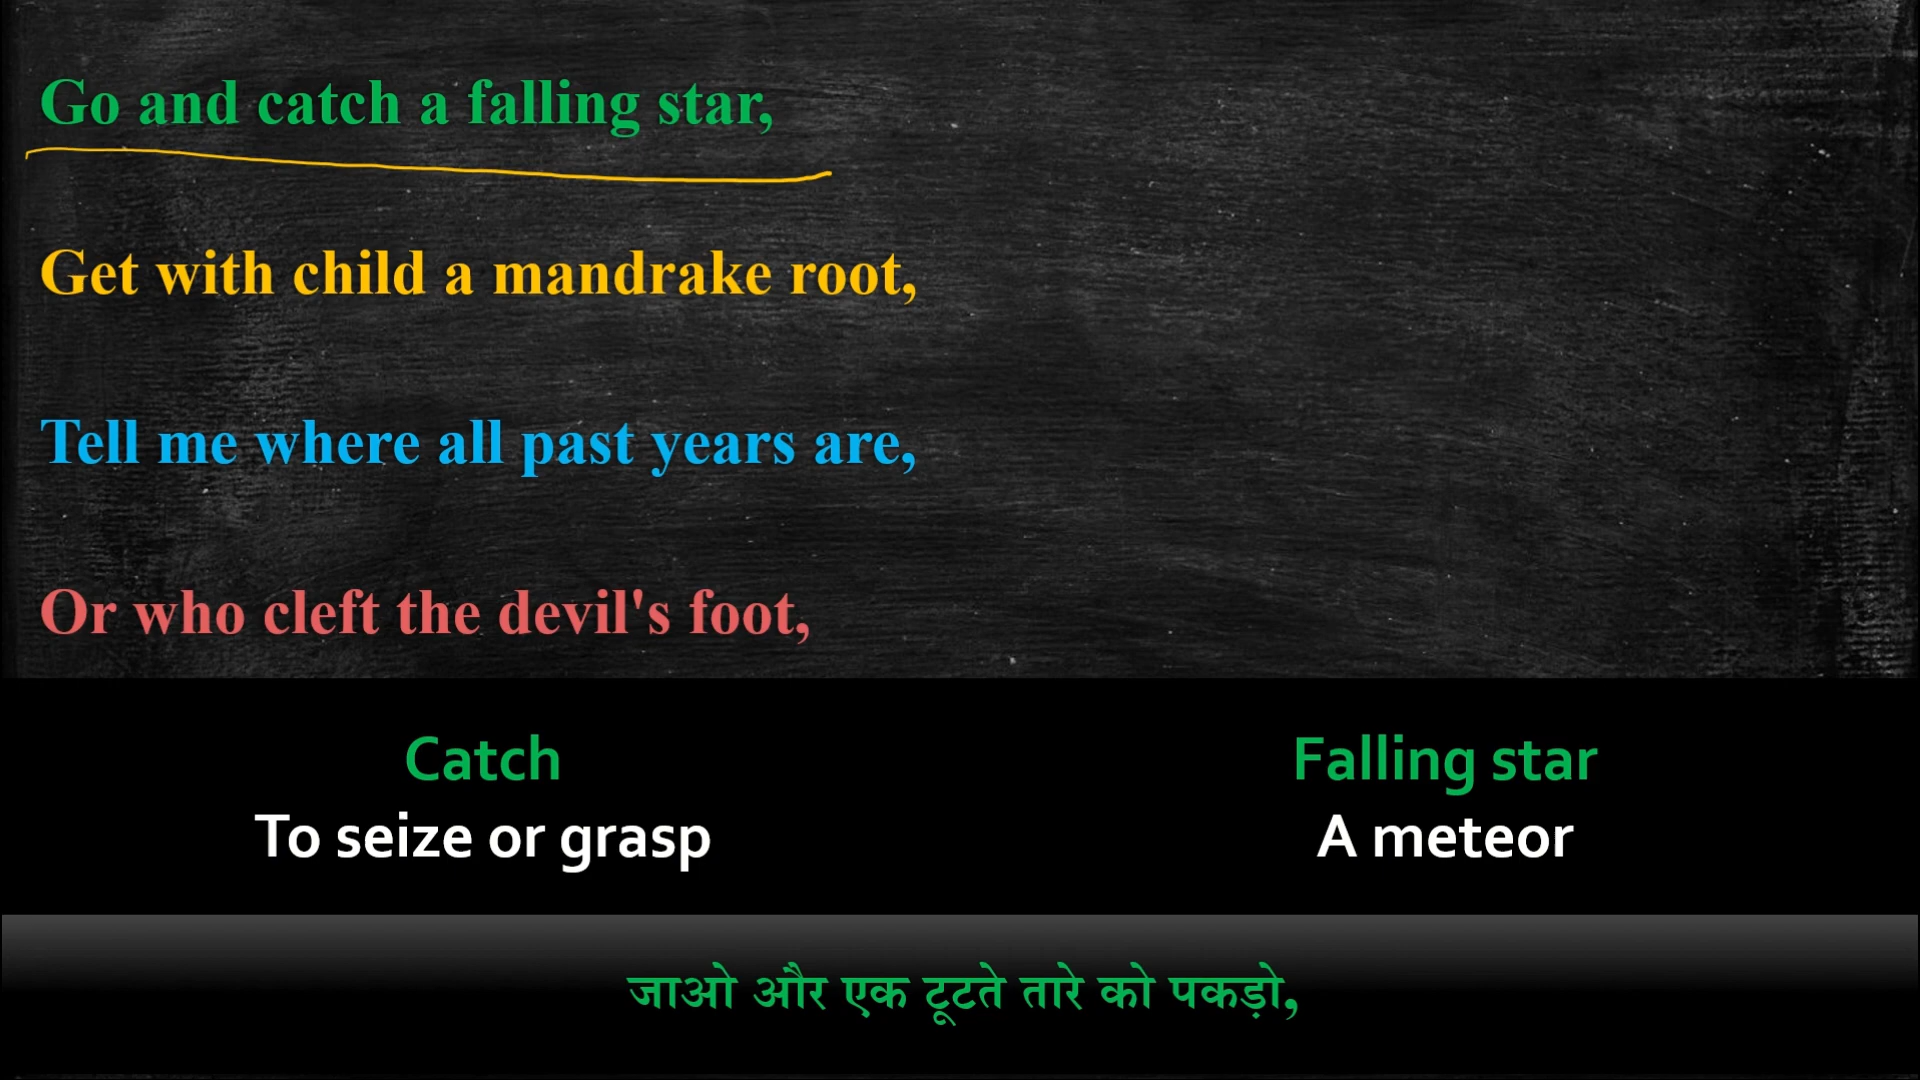 Go and catch a falling star,
Get with child a mandrake root,
Tell me where all past years are,
Or who cleft the devil's foot,
Catch
To seize or grasp
Falling star
A meteor
जाओ और एक टूटते तारे को पकड़ो,